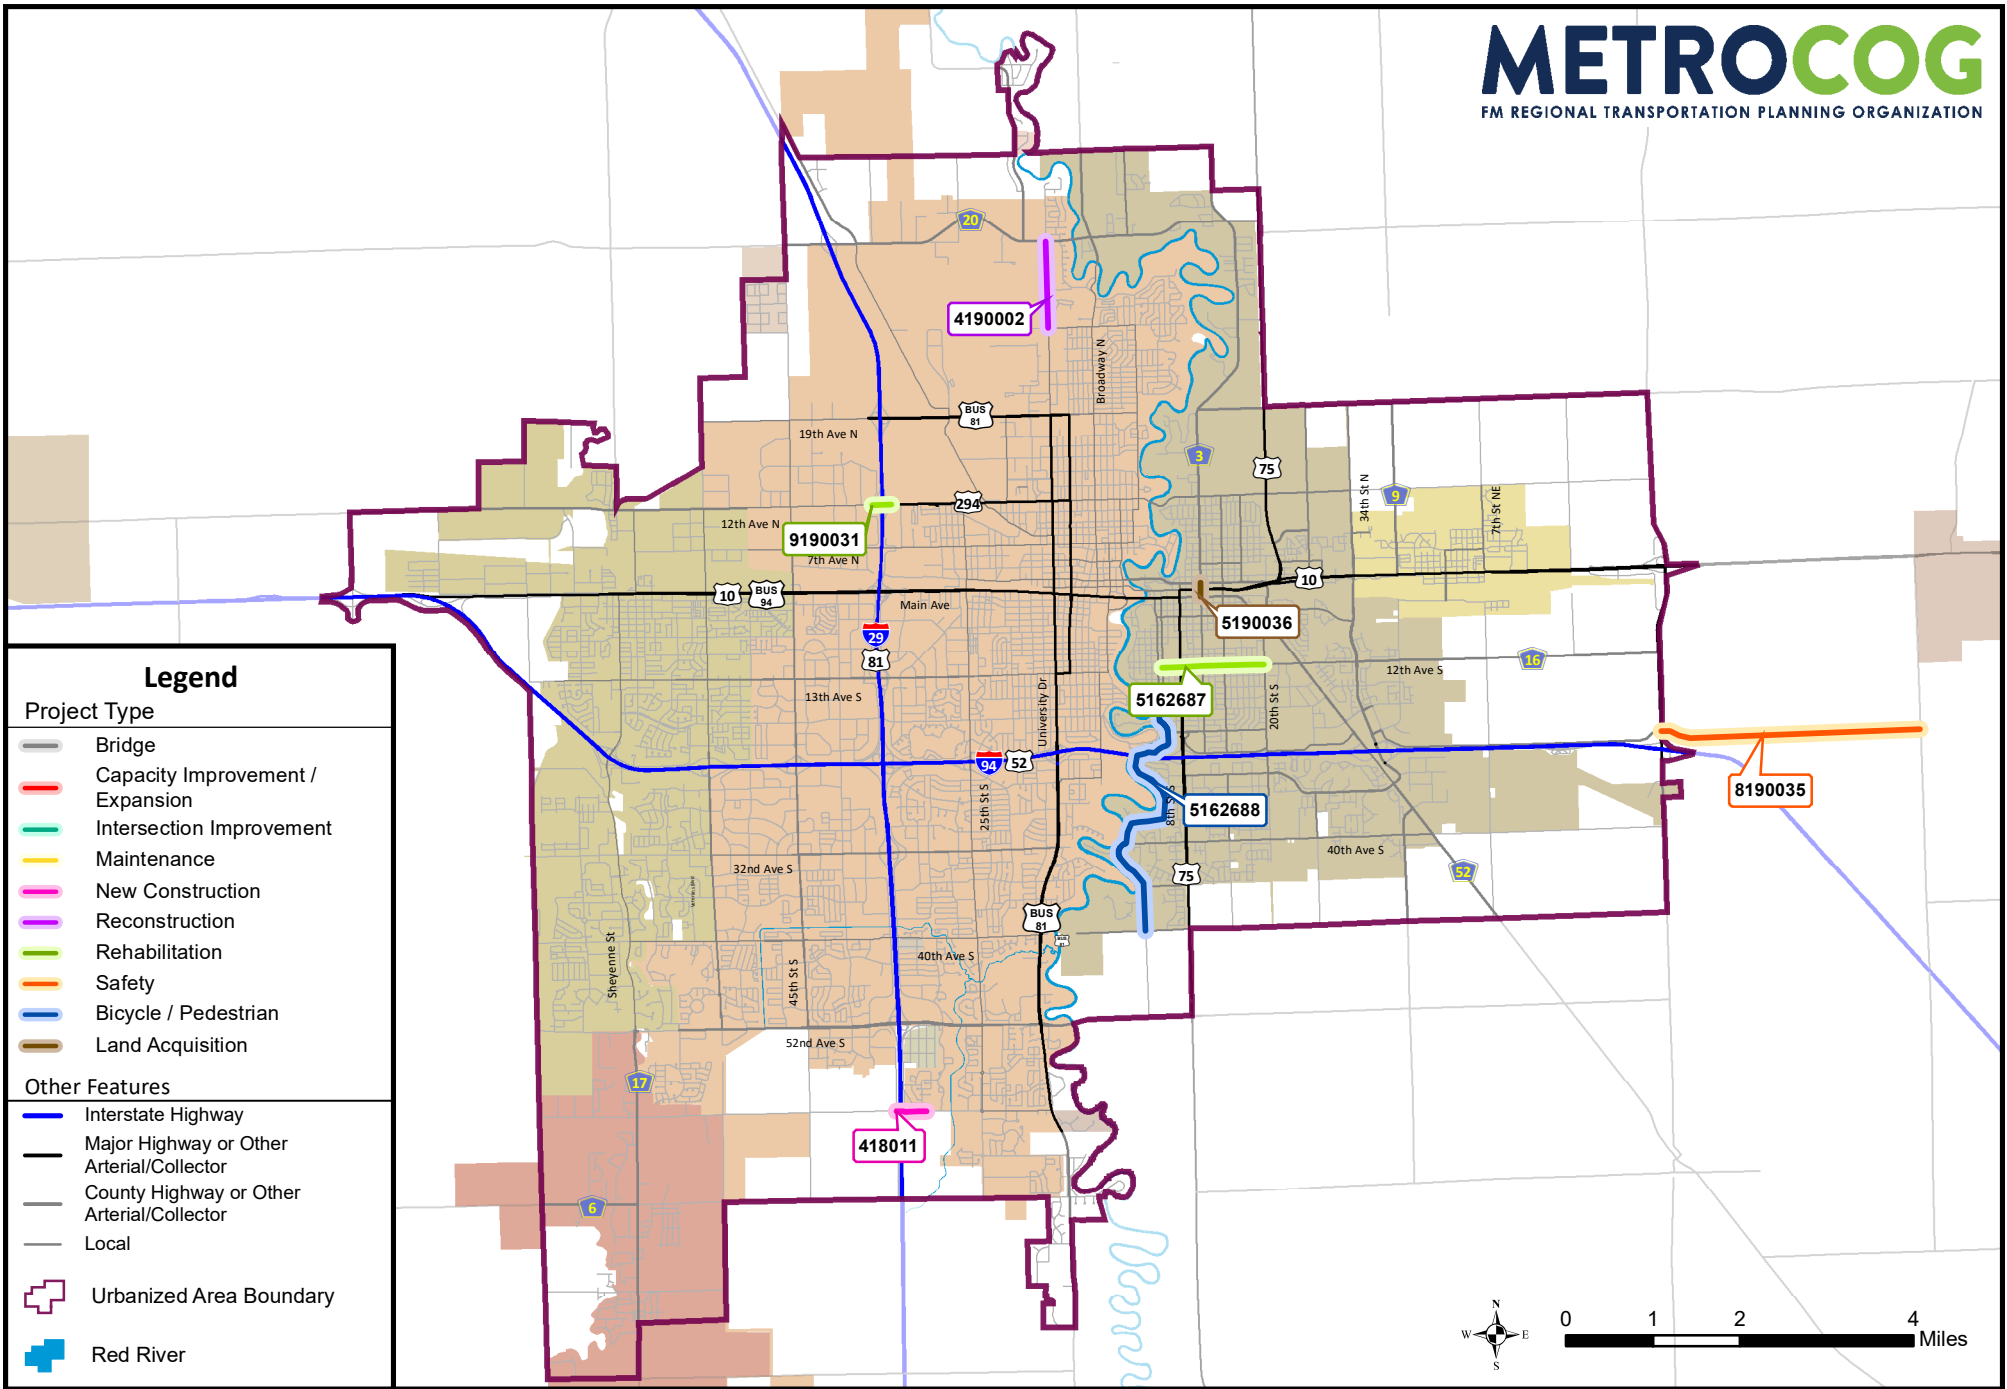 METROCOG
FM REGIONAL TRANSPORTATION PLANNING ORGANIZATION
20
4190002
Broadway N
BUS
81
19th Ave N
3
75
34th St N
9
7th St NE
294
12th Ave N
9190031
7th Ave N
10
BUS
94
Main Ave
10
5190036
29
81
16
12th Ave S
13th Ave S
5162687
20th St S
University Dr
94
52
8190035
25th St S
8th St S
5162688
40th Ave S
32nd Ave S
75
52
BUS
81
BUS
81
Sheyenne St
45th St S
40th Ave S
52nd Ave S
17
418011
6
Legend
Project Type
Bridge
Capacity Improvement /
Expansion
Intersection Improvement
Maintenance
New Construction
Reconstruction
Rehabilitation
Safety
Bicycle / Pedestrian
Land Acquisition
Other Features
Interstate Highway
Major Highway or Other
Arterial/Collector
County Highway or Other
Arterial/Collector
Local
Urbanized Area Boundary
Red River
N
W
E
S
0 1 2 4
Miles